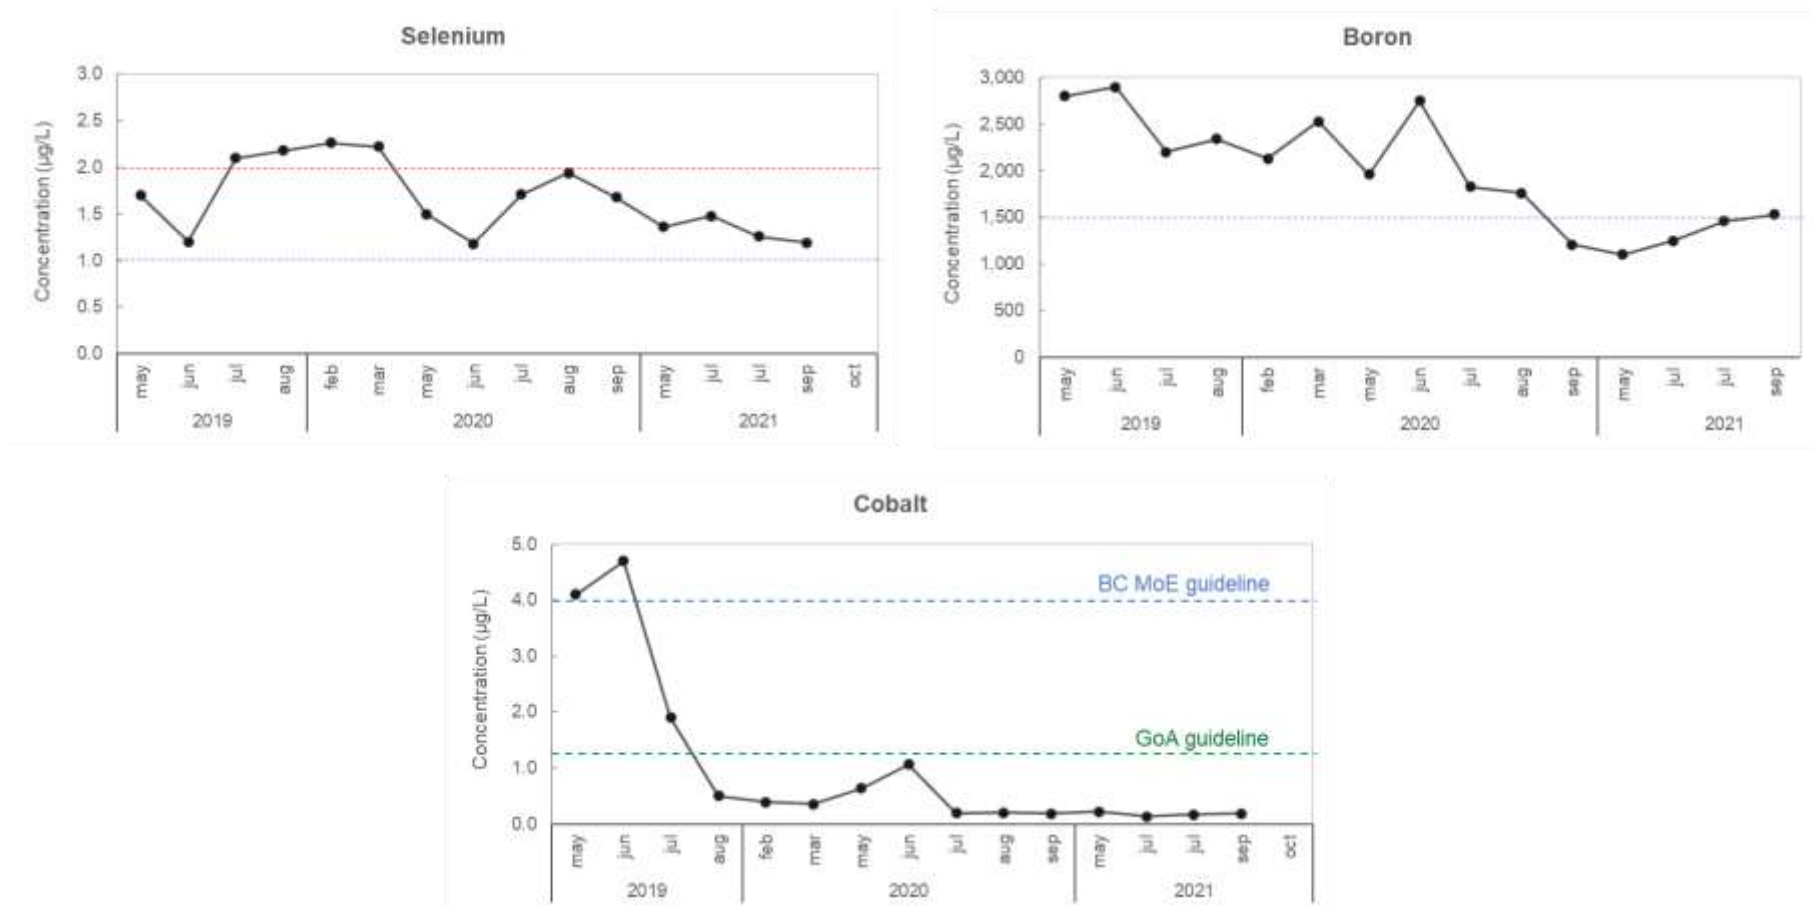 Selenium
Concentration (µg/L)
3.0
2.5
2.0
1.5
1.0
0.5
0.0
may jun jul aug feb mar may jun jul aug sep may jul jul sep oct
2019 2020 2021
Boron
Concentration (µg/L)
3,000
2,500
2,000
1,500
1,000
500
0
may jun jul aug feb mar may jun jul aug sep may jul jul sep
2019 2020 2021
Cobalt
Concentration (µg/L)
5.0
4.0
3.0
2.0
1.0
0.0
BC MoE guideline
GoA guideline
may jun jul aug feb mar may jun jul aug sep may jul jul sep oct
2019 2020 2021